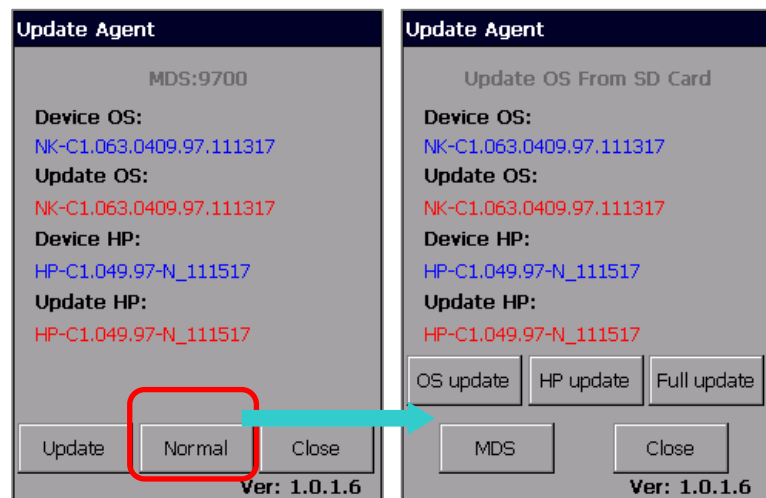 Update Agent
MDS:9700
Device OS:
NK-C1.063.0409.97.111317
Update OS:
NK-C1.063.0409.97.111317
Device HP:
HP-C1.049.97-N_111517
Update HP:
HP-C1.049.97-N_111517
Update Normal Close
Ver: 1.0.1.6
Update Agent
Update OS From SD Card
Device OS:
NK-C1.063.0409.97.111317
Update OS:
NK-C1.063.0409.97.111317
Device HP:
HP-C1.049.97-N_111517
Update HP:
HP-C1.049.97-N_111517
OS update HP update Full update
MDS Close
Ver: 1.0.1.6